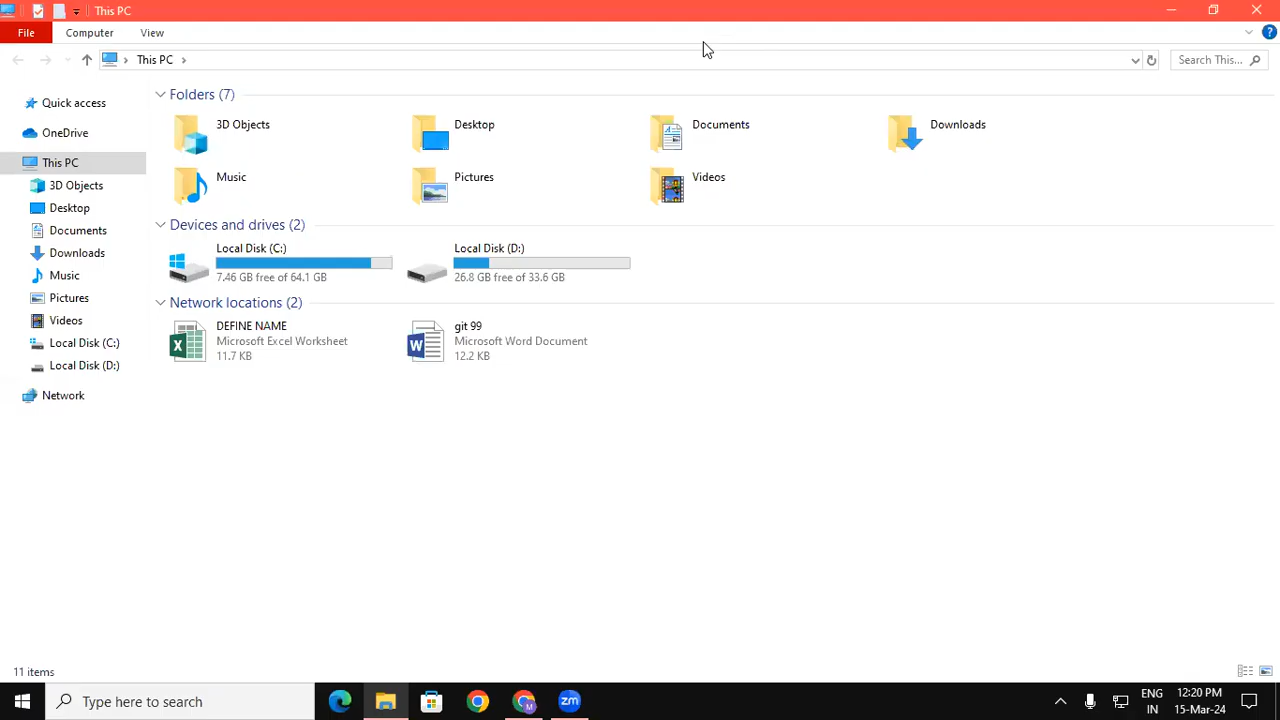 This PC
File
Computer
View
This PC
Search This...
Quick access
OneDrive
This PC
3D Objects
Desktop
Documents
Downloads
Music
Pictures
Videos
Local Disk (C:)
Local Disk (D:)
Network
Folders (7)
3D Objects
Desktop
Documents
Downloads
Music
Pictures
Videos
Devices and drives (2)
Local Disk (C:)
7.46 GB free of 64.1 GB
Local Disk (D:)
26.8 GB free of 33.6 GB
Network locations (2)
DEFINE NAME
Microsoft Excel Worksheet
11.7 KB
git 99
Microsoft Word Document
12.2 KB
11 items
Type here to search
zm
ENG
IN
12:20 PM
15-Mar-24